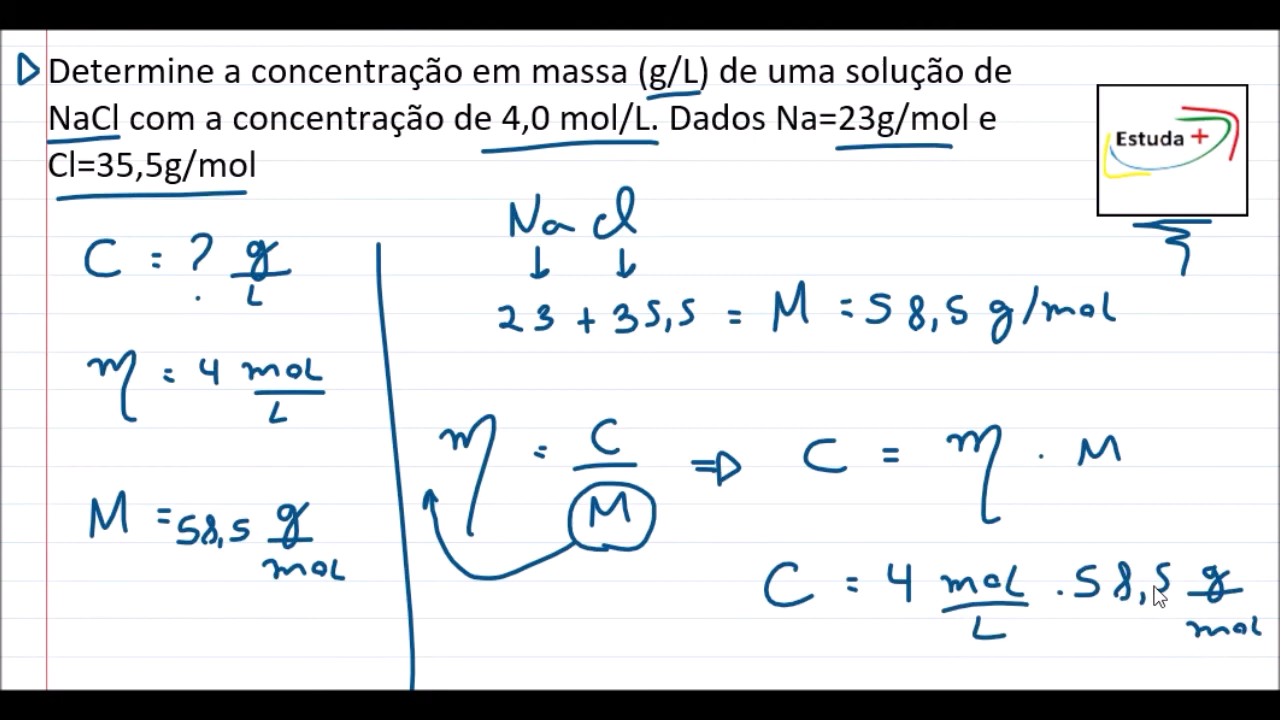 Determine a concentração em massa (g/L) de uma solução de
NaCl com a concentração de 4,0 mol/L. Dados Na=23g/mol e
Cl=35,5g/mol
Estuda +
C = ? g/L
Na Cl
23 + 35,5 = M = 58,5 g/mol
η = 4 mol/L
η = C/M ⇒ C = η . M
M = 58,5 g/mol
C = 4 mol/L . 58,5 g/mol